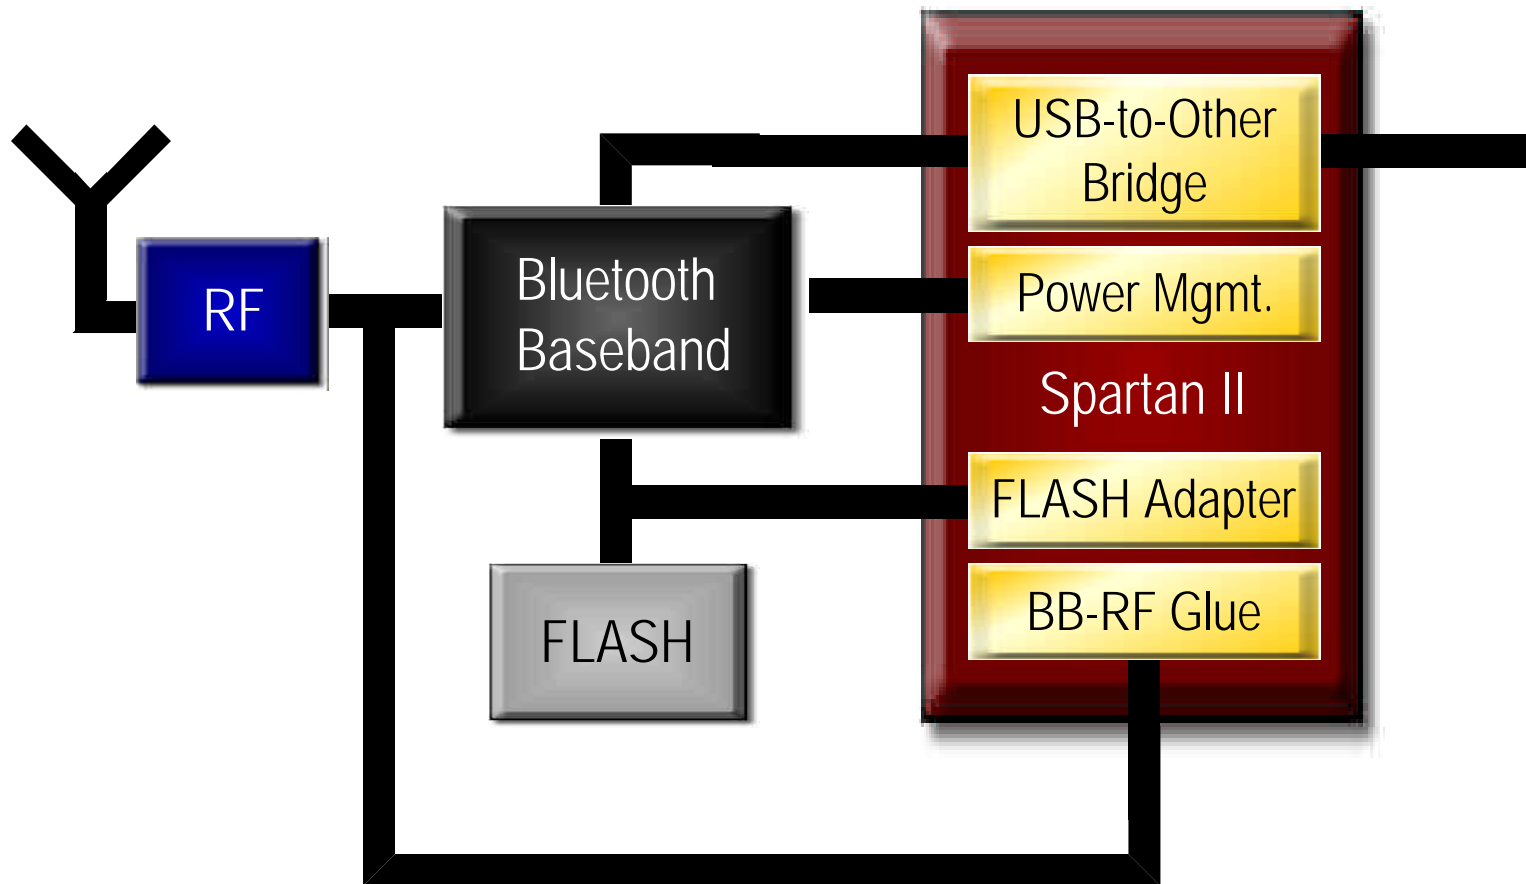 RF
Bluetooth
Baseband
FLASH
USB-to-Other
Bridge
Power Mgmt.
Spartan II
FLASH Adapter
BB-RF Glue